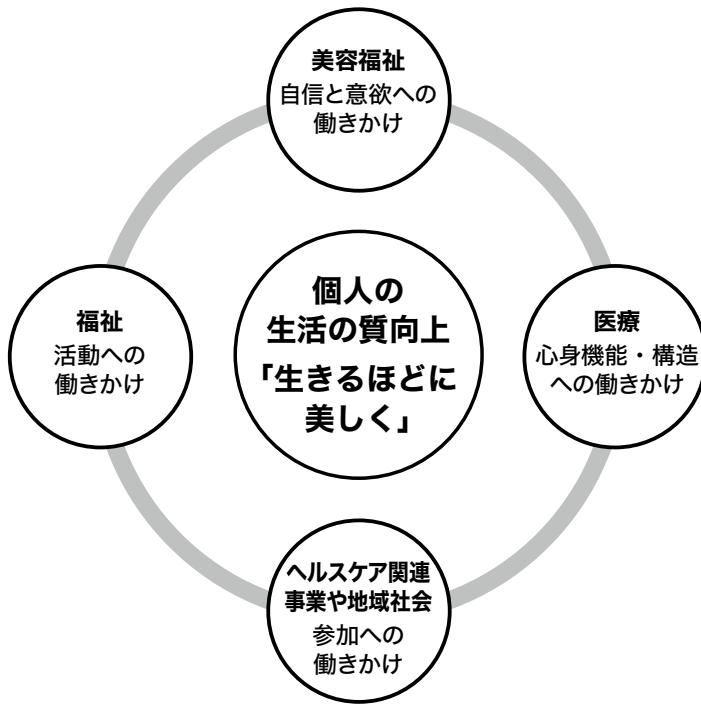 美容福祉
自信と意欲への
働きかけ
個人の
生活の質向上
「生きるほどに
美しく」
福祉
活動への
働きかけ
医療
心身機能・構造
への働きかけ
ヘルスケア関連
事業や地域社会
参加への
働きかけ